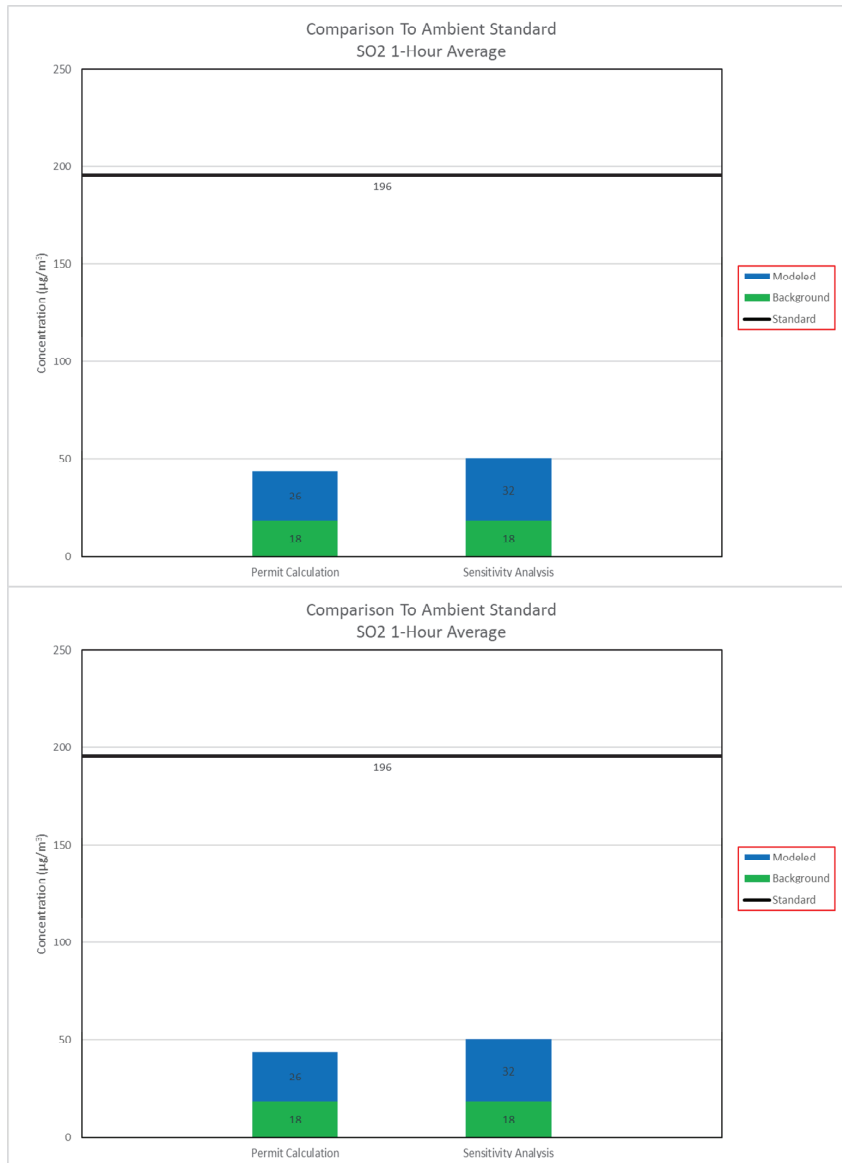 Comparison To Ambient Standard
SO2 1-Hour Average
250
200
196
150
100
50
0
Concentration (µg/m³)
26
32
18
18
Permit Calculation
Sensitivity Analysis
Modeled
Background
Standard
Comparison To Ambient Standard
SO2 1-Hour Average
250
200
196
150
100
50
0
Concentration (µg/m³)
26
32
18
18
Permit Calculation
Sensitivity Analysis
Modeled
Background
Standard